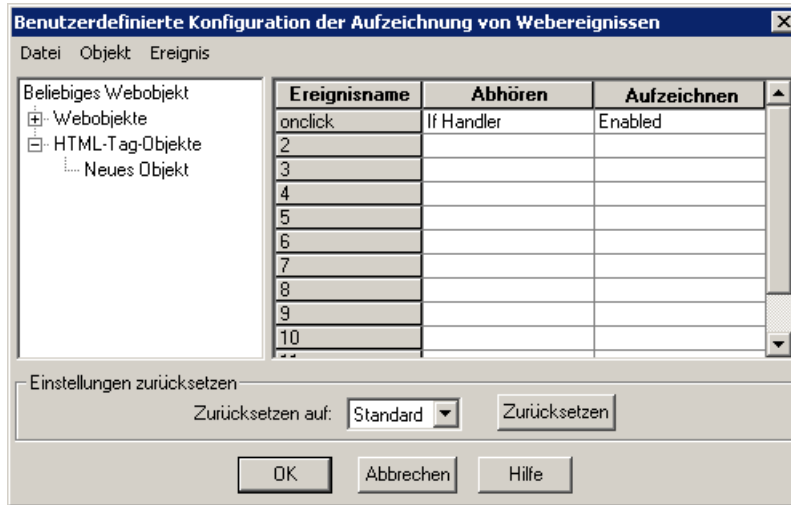 Benutzerdefinierte Konfiguration der Aufzeichnung von Webereignissen
Datei Objekt Ereignis
Beliebiges Webobjekt
Webobjekte
HTML-Tag-Objekte
Neues Objekt
Ereignisname Abhören Aufzeichnen
onclick If Handler Enabled
2
3
4
5
6
7
8
9
10
Einstellungen zurücksetzen
Zurücksetzen auf: Standard Zurücksetzen
OK Abbrechen Hilfe